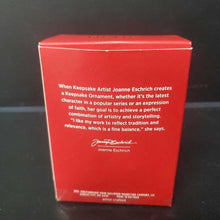 When Keepsake Artist Joanne Eschrich creates
a Keepsake Ornament, whether it's the latest
character in a popular series or an expression
of faith, her goal is to achieve a perfect
combination of artistry and storytelling.
"I like my work to reflect tradition and
relevance, which is a fine balance," she says.
Joanne Eschrich